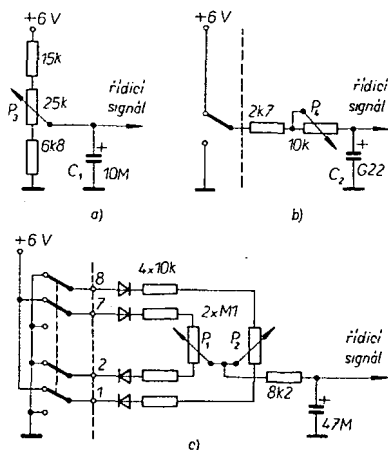 +6 V
15k
25k
P3
6k8
řídicí
signál
C1
10M
a)
+6 V
2k7
P4
10k
řídicí
signál
C2
G22
b)
+6 V
8
4×10k
7
2×M1
P1
P2
řídicí
signál
2
1
8k2
47M
c)